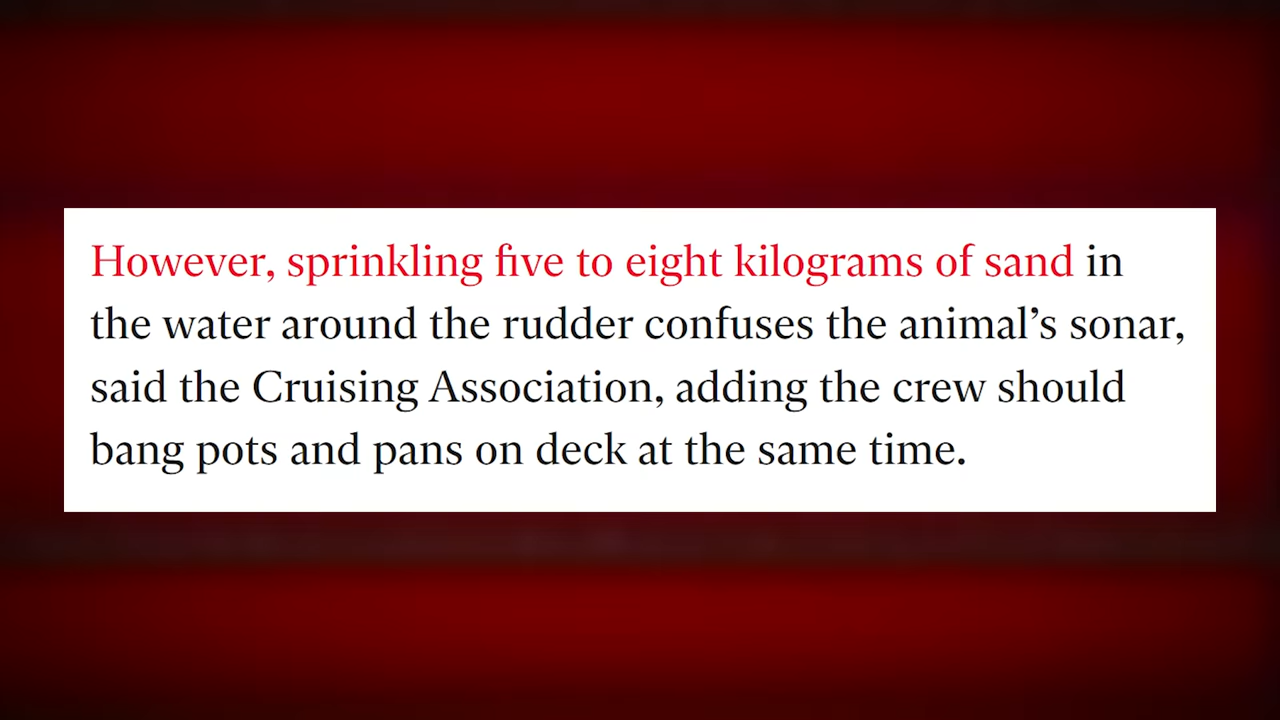 However, sprinkling five to eight kilograms of sand in
the water around the rudder confuses the animal’s sonar,
said the Cruising Association, adding the crew should
bang pots and pans on deck at the same time.